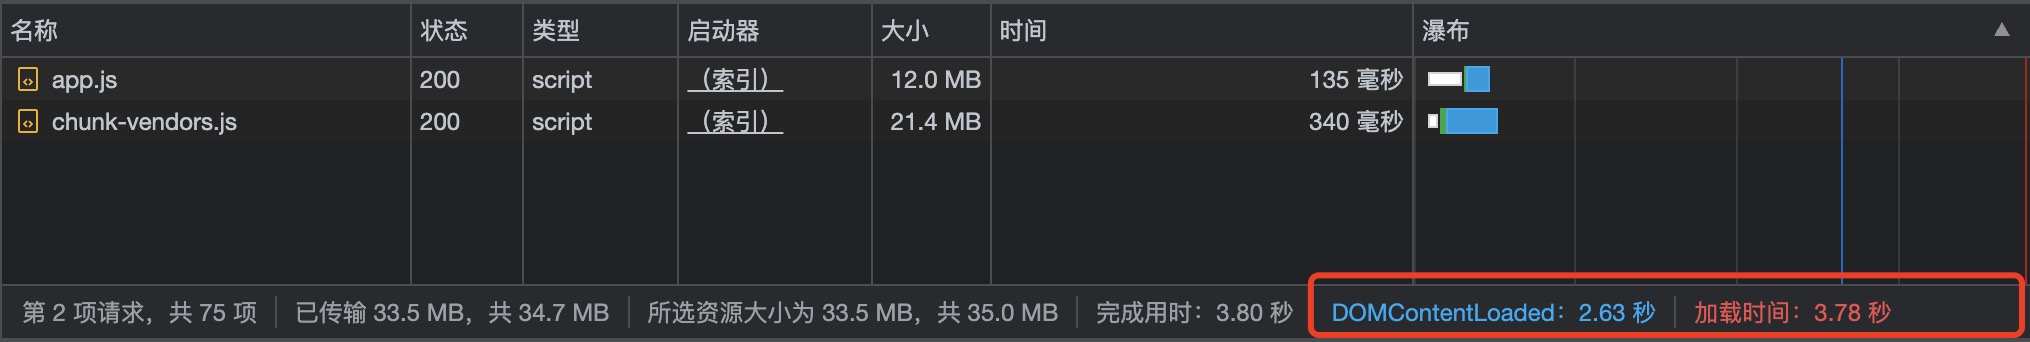 名称 状态 类型 启动器 大小 时间 瀑布
app.js 200 script （索引） 12.0 MB 135 毫秒
chunk-vendors.js 200 script （索引） 21.4 MB 340 毫秒
第 2 项请求，共 75 项 已传输 33.5 MB，共 34.7 MB 所选资源大小为 33.5 MB，共 35.0 MB 完成用时：3.80 秒 DOMContentLoaded：2.63 秒 加载时间：3.78 秒